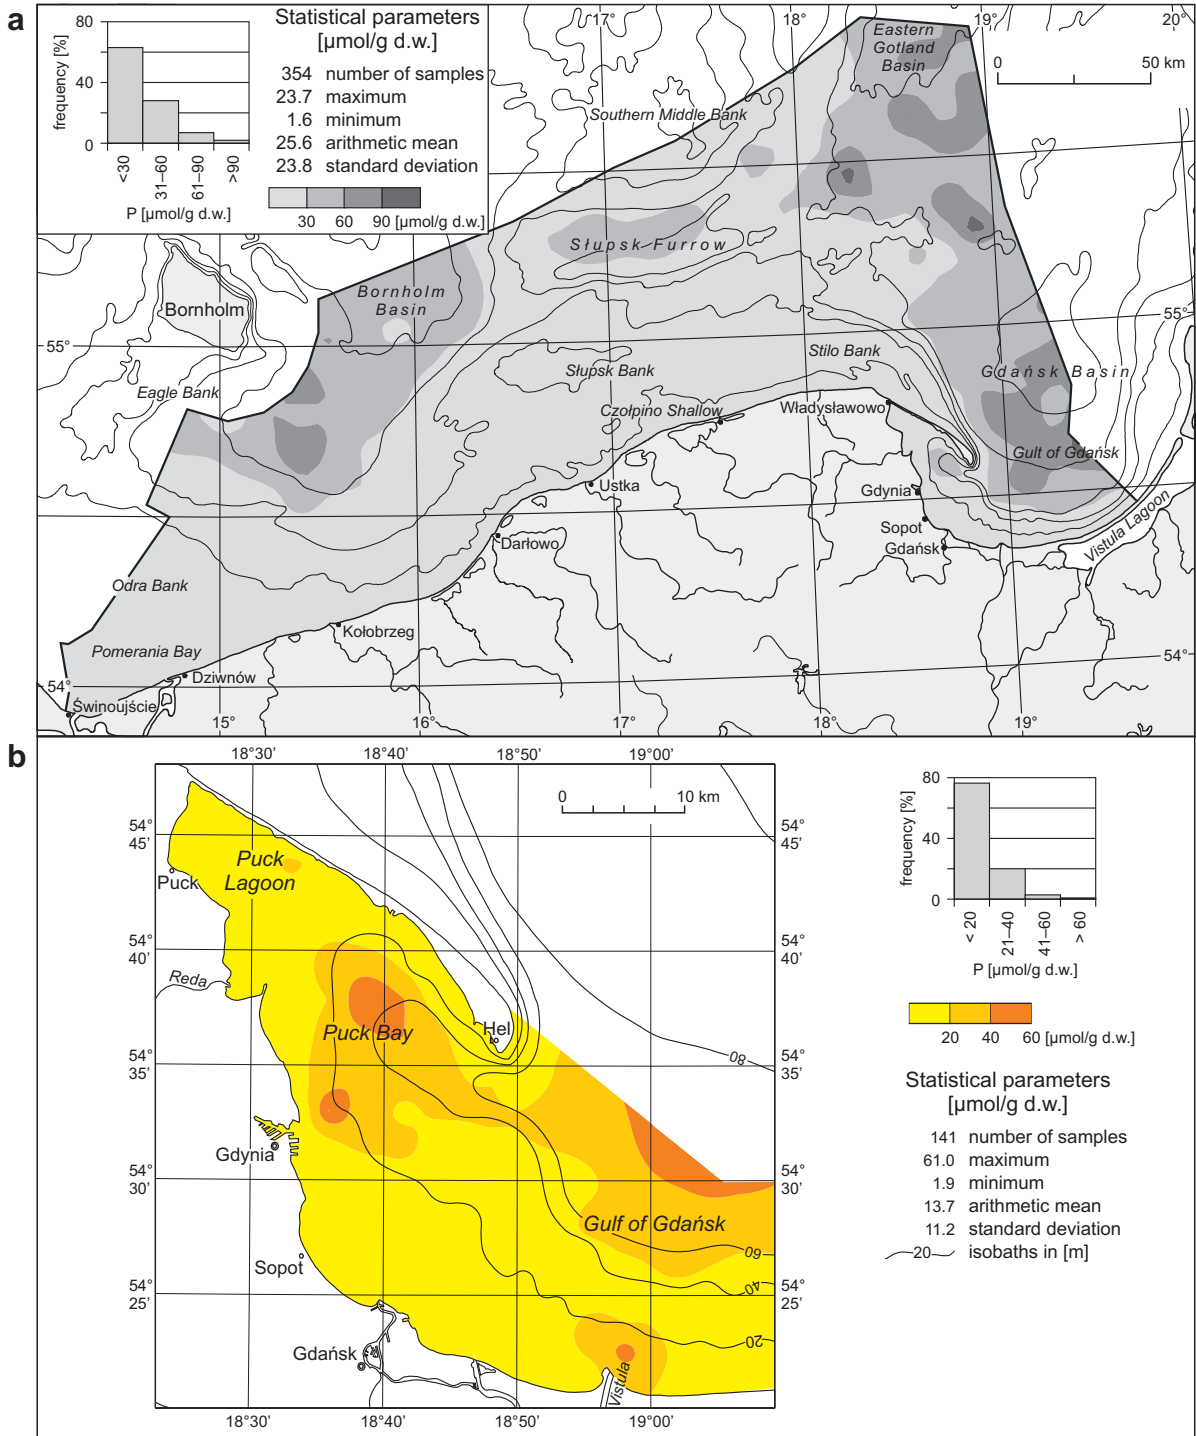 a
80
40
0
frequency [%]
<30
31–60
61–90
>90
P [µmol/g d.w.]
Statistical parameters
[µmol/g d.w.]
354 number of samples
23.7 maximum
1.6 minimum
25.6 arithmetic mean
23.8 standard deviation
30 60 90 [µmol/g d.w.]
17° 18° 19° 20°
0 50 km
Eastern
Gotland
Basin
Southern Middle Bank
Słupsk Furrow
Bornholm
Basin
Bornholm
55°
55°
Eagle Bank
Słupsk Bank
Stilo Bank
Gdańsk Basin
Czołpino Shallow
Władysławowo
Gulf of Gdańsk
Ustka
Gdynia
Sopot
Gdańsk
Vistula Lagoon
Darłowo
Odra Bank
Kołobrzeg
Pomerania Bay
Dziwnów
54°
54°
Świnoujście
15° 16° 17° 18° 19°
b
18°30' 18°40' 18°50' 19°00'
0 10 km
54°
45'
54°
45'
Puck
Lagoon
Puck
54°
40'
54°
40'
Reda
Puck Bay
Hel
80
54°
35'
54°
35'
Gdynia
54°
30'
54°
30'
Gulf of Gdańsk
60
Sopot
40
54°
25'
54°
25'
20
Gdańsk
Vistula
18°30' 18°40' 18°50' 19°00'
80
40
0
frequency [%]
< 20
21–40
41–60
> 60
P [µmol/g d.w.]
20 40 60 [µmol/g d.w.]
Statistical parameters
[µmol/g d.w.]
141 number of samples
61.0 maximum
1.9 minimum
13.7 arithmetic mean
11.2 standard deviation
20 isobaths in [m]